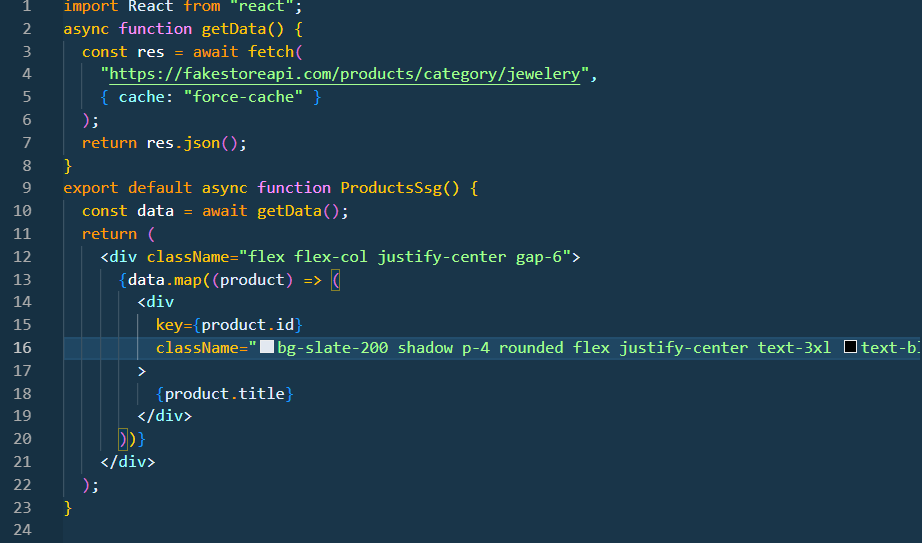 1 import React from "react";
2 async function getData() {
3 const res = await fetch(
4 "https://fakestoreapi.com/products/category/jewelery",
5 { cache: "force-cache" }
6 );
7 return res.json();
8 }
9 export default async function ProductsSsg() {
10 const data = await getData();
11 return (
12 <div className="flex flex-col justify-center gap-6">
13 {data.map((product) => (
14 <div
15 key={product.id}
16 className="bg-slate-200 shadow p-4 rounded flex justify-center text-3xl
17 >
18 {product.title}
19 </div>
20 ))}
21 </div>
22 );
23 }
24